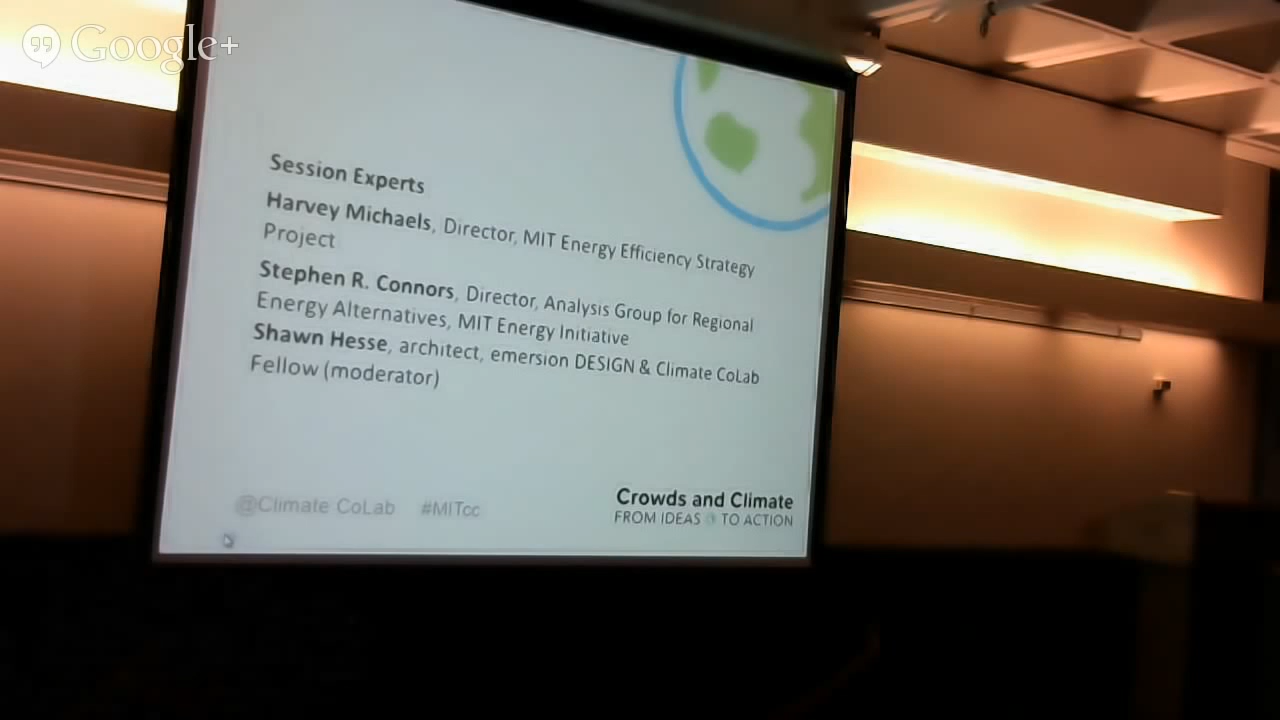 Google+
Session Experts
Harvey Michaels, Director, MIT Energy Efficiency Strategy
Project
Stephen R. Connors, Director, Analysis Group for Regional
Energy Alternatives, MIT Energy Initiative
Shawn Hesse, architect, emersion DESIGN & Climate CoLab
Fellow (moderator)
@Climate CoLab #MITcc
Crowds and Climate
FROM IDEAS TO ACTION